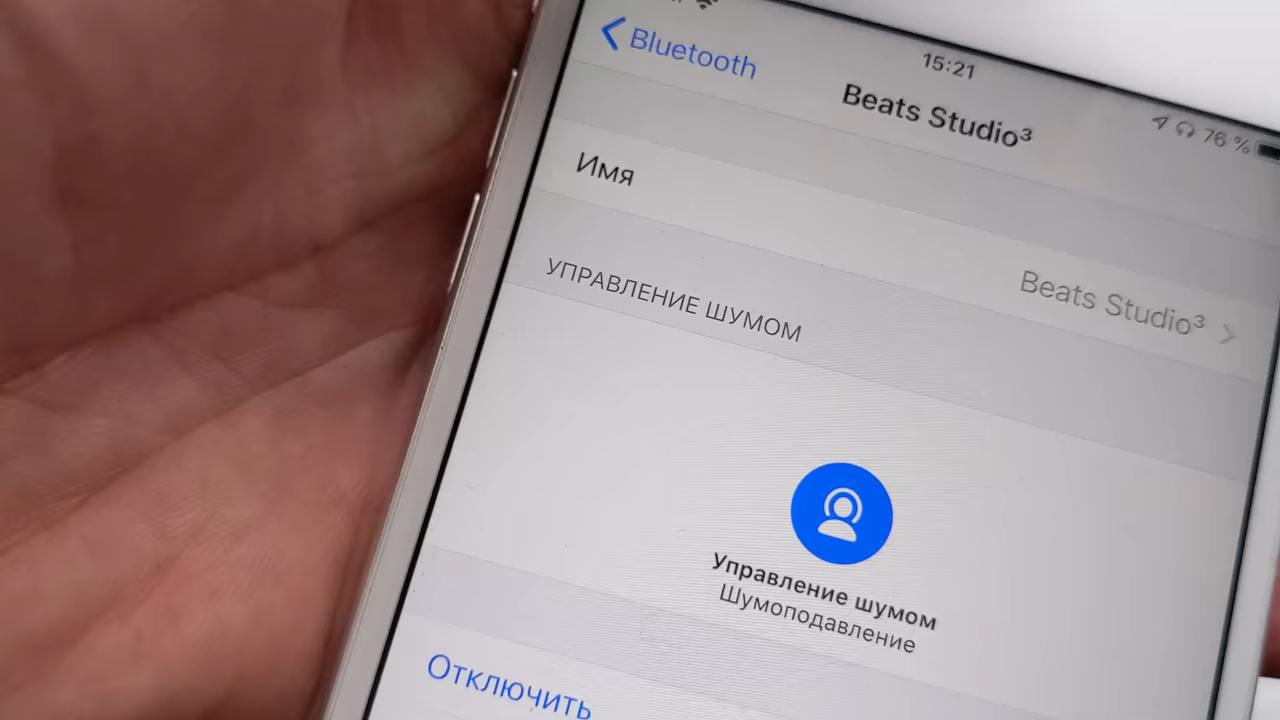 15:21
76 %
Bluetooth
Beats Studio³
Имя
Beats Studio³
УПРАВЛЕНИЕ ШУМОМ
Управление шумом
Шумоподавление
Отключить